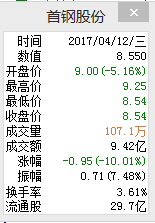 首钢股份
时间 2017/04/12/三
数值 8.550
开盘价 9.00(-5.16%)
最高价 9.25
最低价 8.54
收盘价 8.54
成交量 107.1万
成交额 9.42亿
涨幅 -0.95(-10.01%)
振幅 0.71(7.48%)
换手率 3.61%
流通股 29.7亿